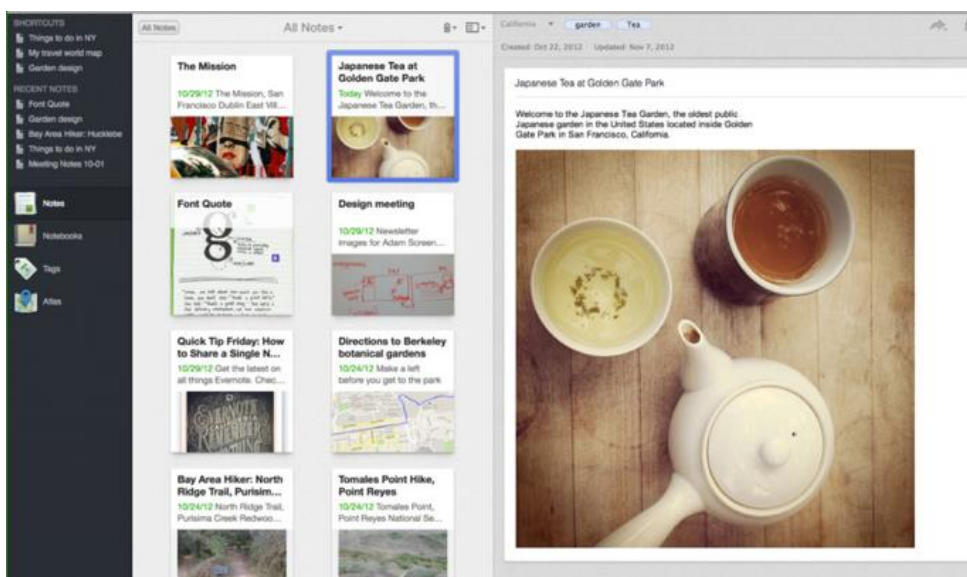 SHORTCUTS
Things to do in NY
My travel world map
Garden design
RECENT NOTES
Font Quote
Garden design
Bay Area Hiker: Hucklebe
Things to do in NY
Meeting Notes 10-01
Notes
Notebooks
Tags
Atlas
All Notes
All Notes
The Mission
10/29/12 The Mission, San
Francisco Dublin East Vill...
Japanese Tea at
Golden Gate Park
Today Welcome to the
Japanese Tea Garden, th...
Font Quote
Design meeting
10/29/12 Newsletter
images for Adam Screen...
Quick Tip Friday: How
to Share a Single N...
10/29/12 Get the latest on
all things Evernote. Chec...
EVERNOTE
REMEMBER
Directions to Berkeley
botanical gardens
10/24/12 Make a left
before you get to the park
Bay Area Hiker: North
Ridge Trail, Purisim...
10/24/12 North Ridge Trail,
Purisima Creek Redwoo...
Tomales Point Hike,
Point Reyes
10/24/12 Tomales Point,
Point Reyes National Se...
California garden Tea
Created: Oct 22, 2012 Updated: Nov 7, 2012
Japanese Tea at Golden Gate Park
Welcome to the Japanese Tea Garden, the oldest public
Japanese garden in the United States located inside Golden
Gate Park in San Francisco, California.